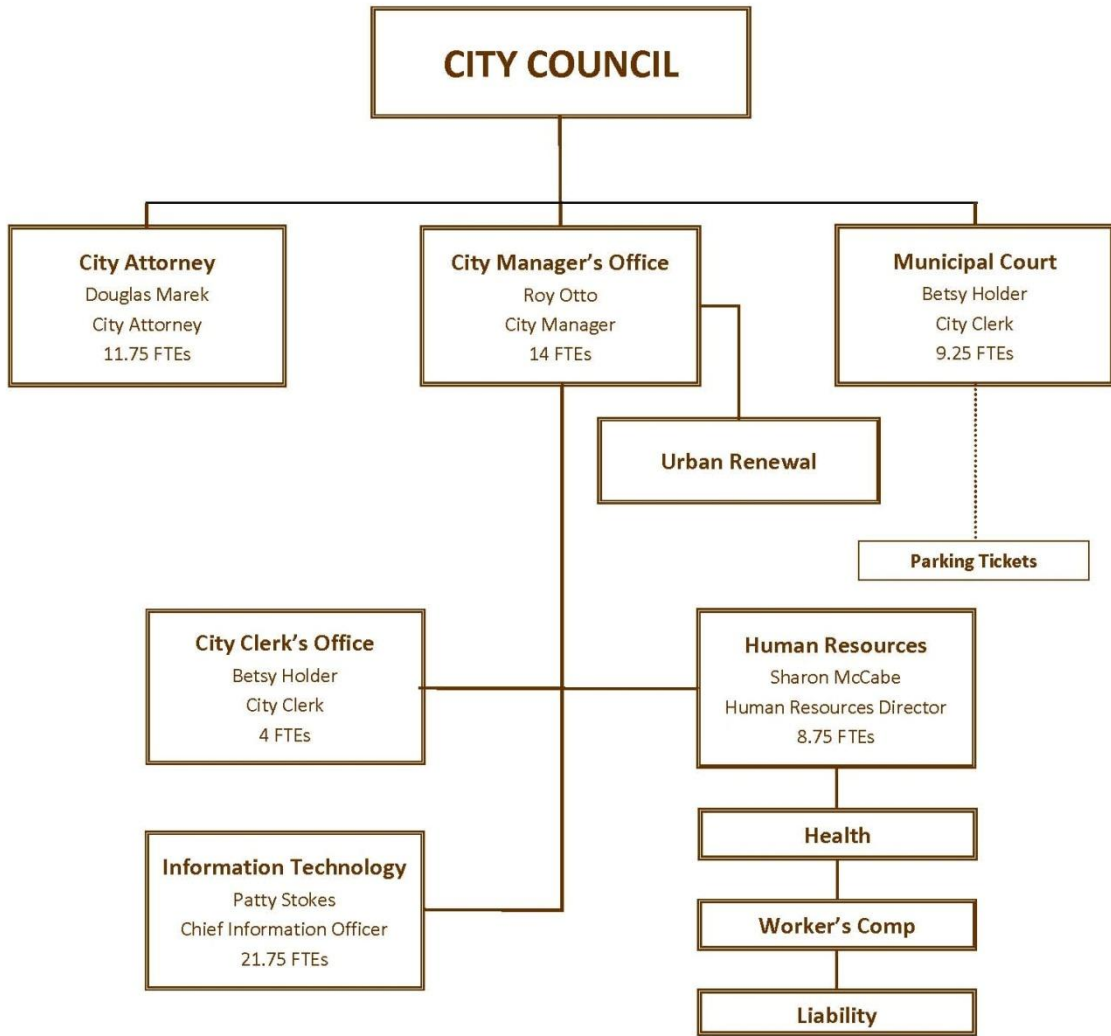 CITY COUNCIL
City Attorney
Douglas Marek
City Attorney
11.75 FTEs
City Manager's Office
Roy Otto
City Manager
14 FTEs
Municipal Court
Betsy Holder
City Clerk
9.25 FTEs
Urban Renewal
Parking Tickets
City Clerk's Office
Betsy Holder
City Clerk
4 FTEs
Human Resources
Sharon McCabe
Human Resources Director
8.75 FTEs
Health
Information Technology
Patty Stokes
Chief Information Officer
21.75 FTEs
Worker's Comp
Liability